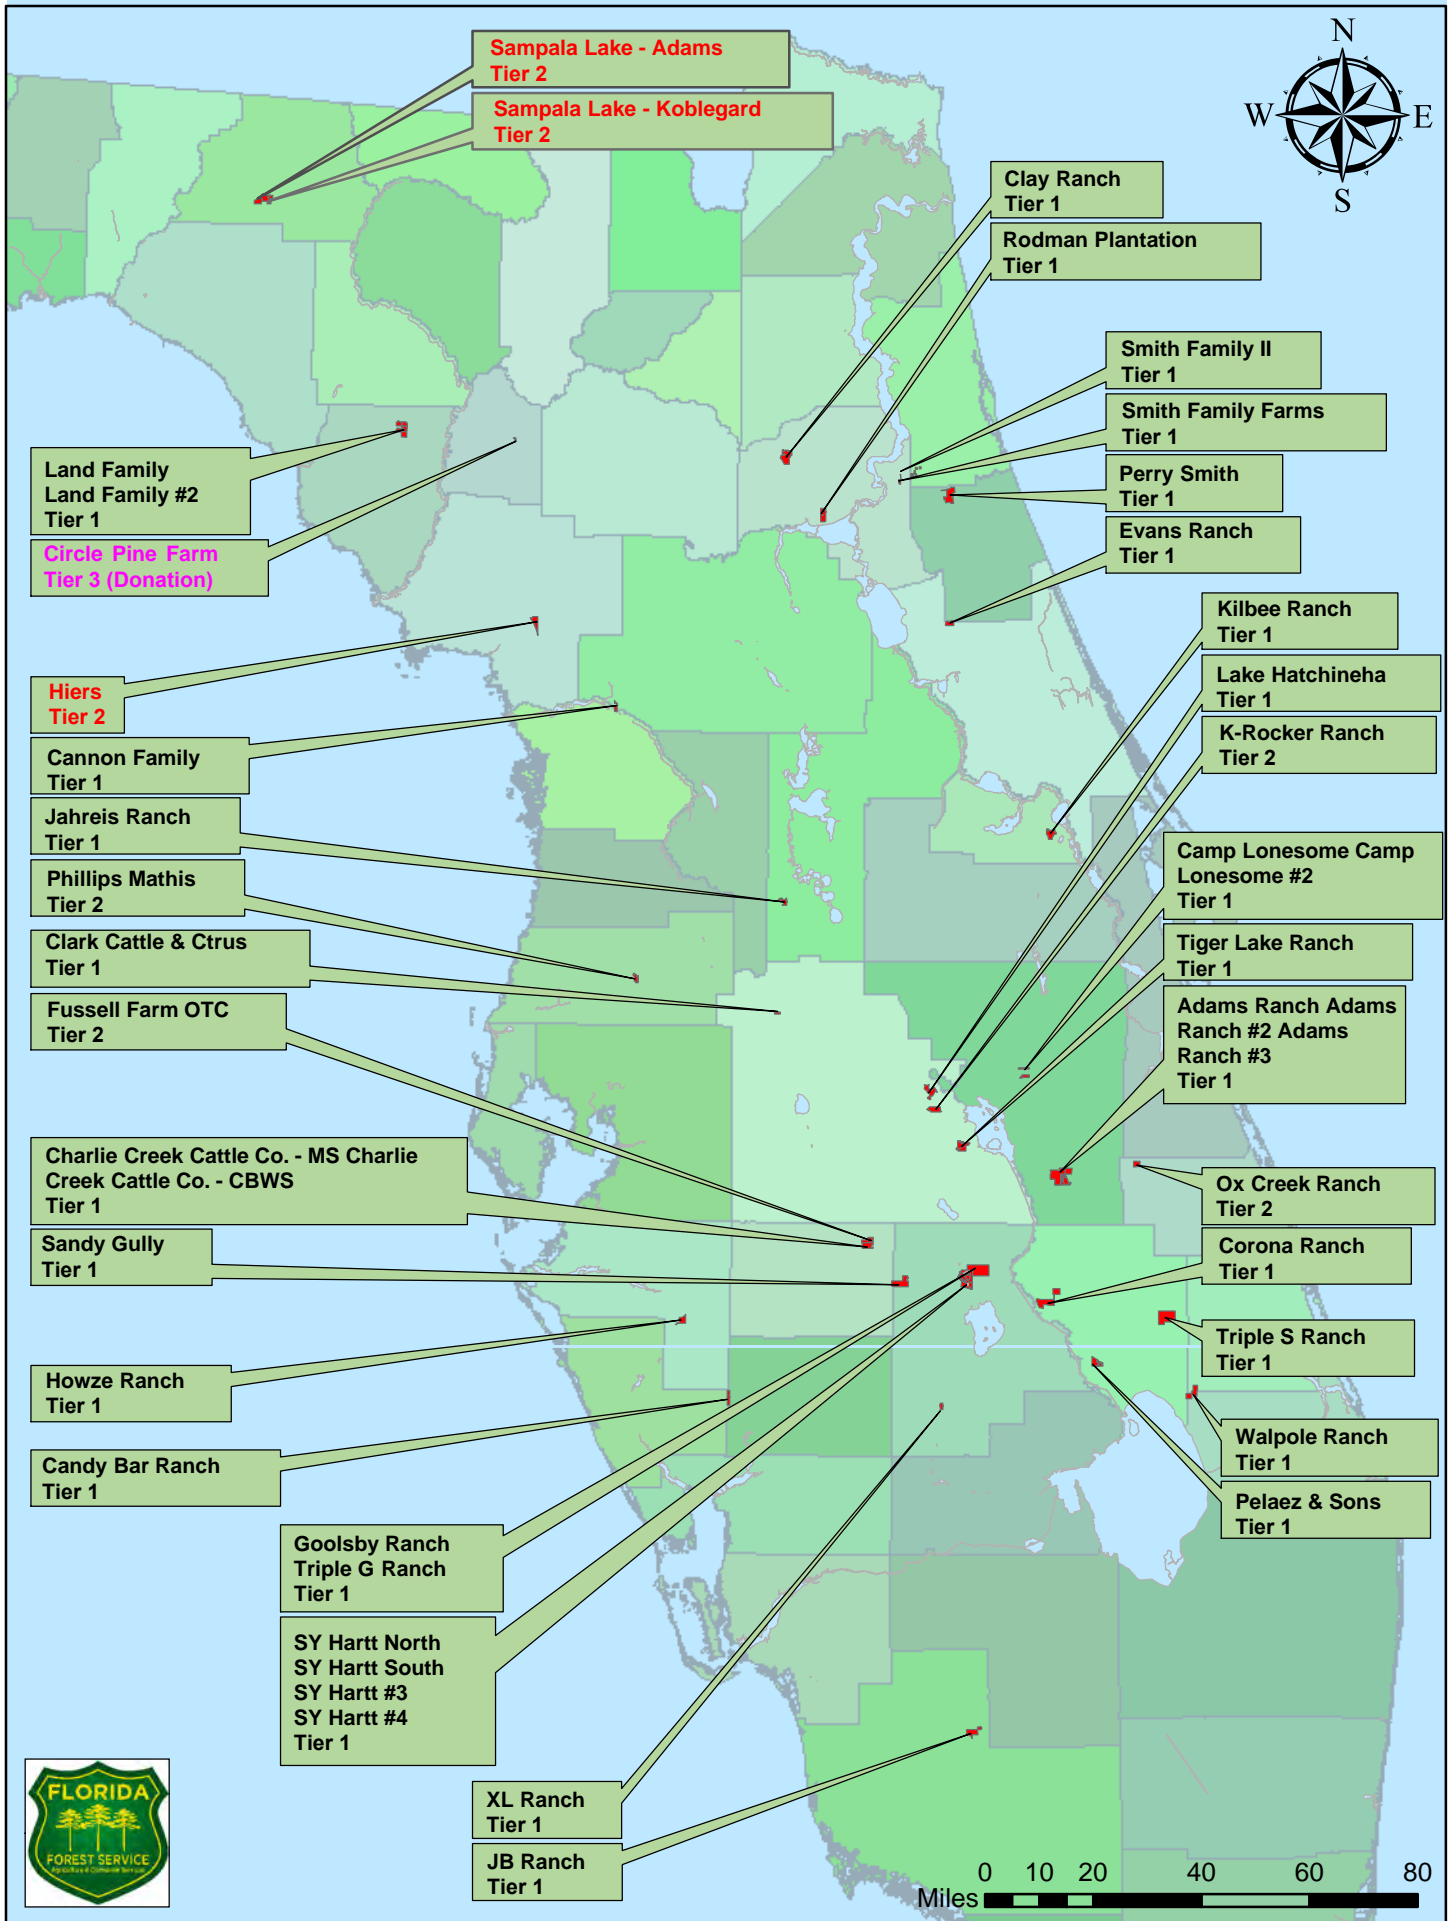 Sampala Lake - Adams
Tier 2
Sampala Lake - Koblegard
Tier 2
N
W
E
S
Clay Ranch
Tier 1
Rodman Plantation
Tier 1
Smith Family II
Tier 1
Smith Family Farms
Tier 1
Perry Smith
Tier 1
Evans Ranch
Tier 1
Land Family
Land Family #2
Tier 1
Circle Pine Farm
Tier 3 (Donation)
Kilbee Ranch
Tier 1
Lake Hatchineha
Tier 1
K-Rocker Ranch
Tier 2
Hiers
Tier 2
Cannon Family
Tier 1
Jahreis Ranch
Tier 1
Phillips Mathis
Tier 2
Clark Cattle & Ctrus
Tier 1
Fussell Farm OTC
Tier 2
Camp Lonesome Camp
Lonesome #2
Tier 1
Tiger Lake Ranch
Tier 1
Adams Ranch Adams
Ranch #2 Adams
Ranch #3
Tier 1
Charlie Creek Cattle Co. - MS Charlie
Creek Cattle Co. - CBWS
Tier 1
Sandy Gully
Tier 1
Ox Creek Ranch
Tier 2
Corona Ranch
Tier 1
Triple S Ranch
Tier 1
Howze Ranch
Tier 1
Candy Bar Ranch
Tier 1
Walpole Ranch
Tier 1
Pelaez & Sons
Tier 1
Goolsby Ranch
Triple G Ranch
Tier 1
SY Hartt North
SY Hartt South
SY Hartt #3
SY Hartt #4
Tier 1
XL Ranch
Tier 1
JB Ranch
Tier 1
FLORIDA
FOREST SERVICE
0 10 20 40 60 80
Miles